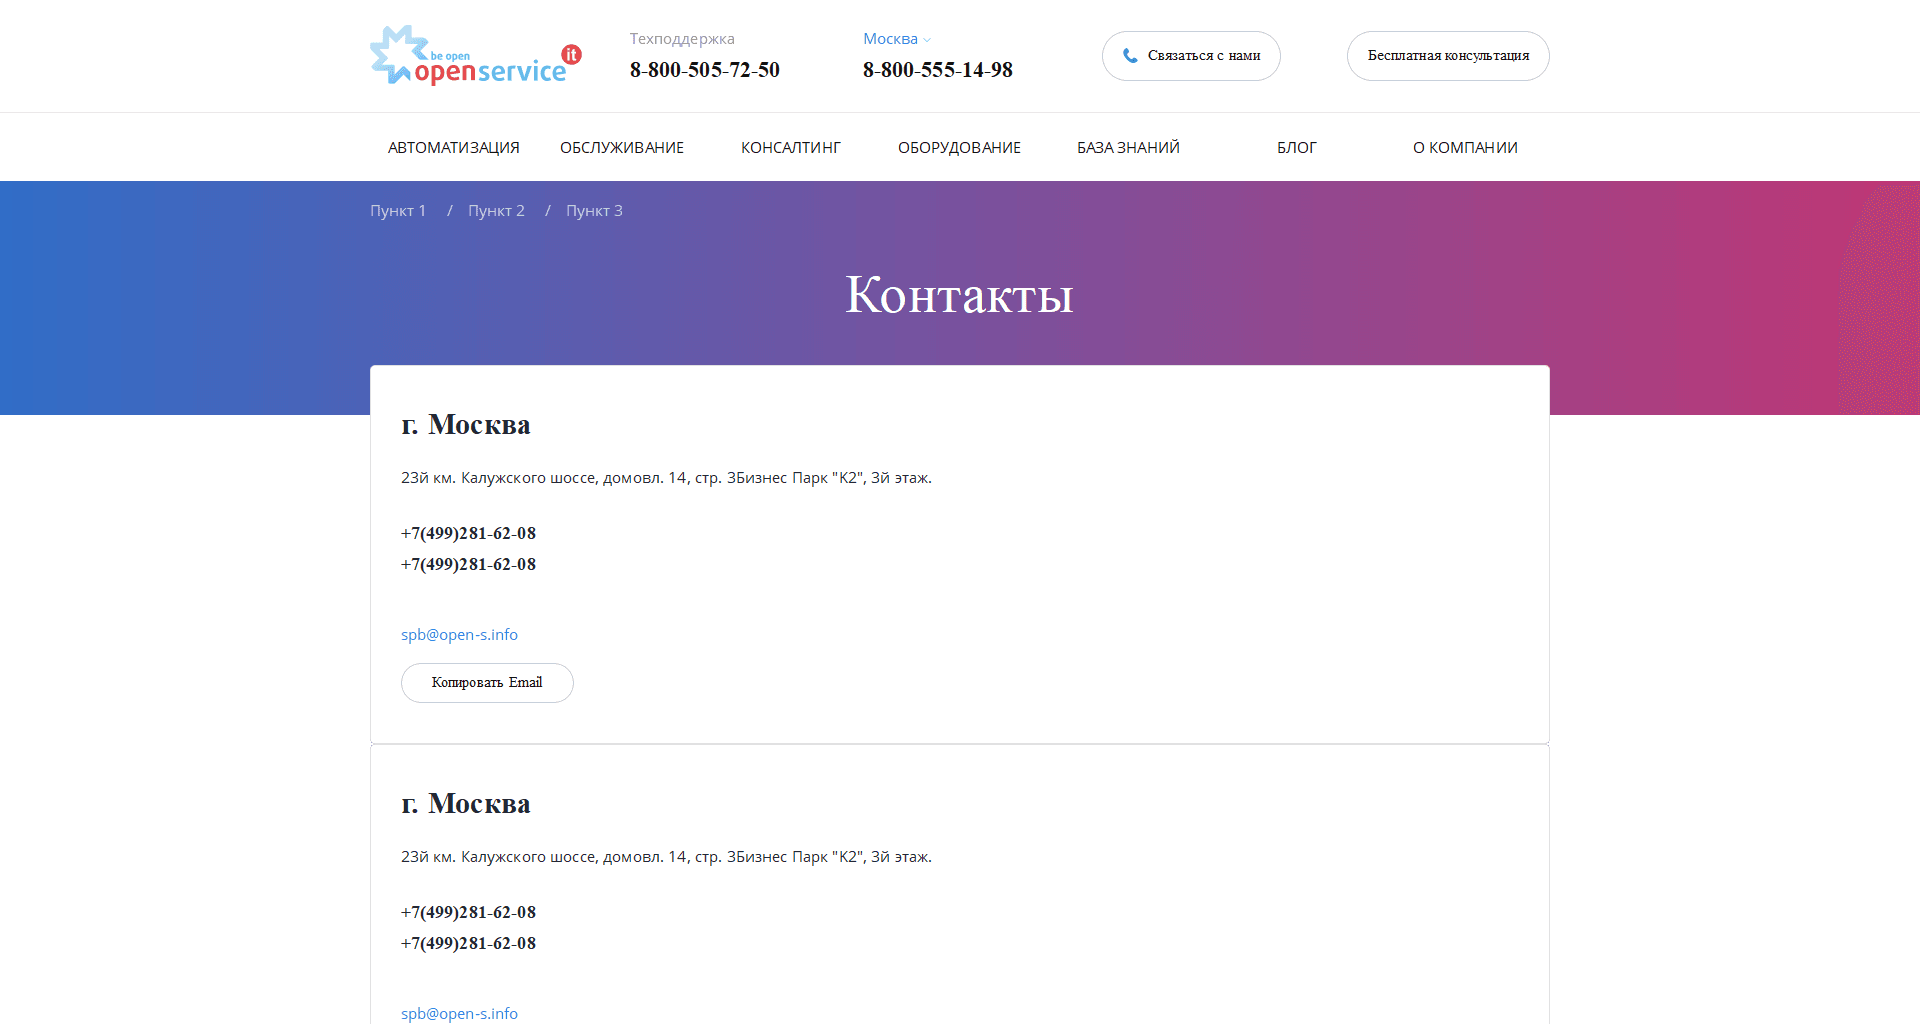 be open
openservice it
Техподдержка
8-800-505-72-50
Москва
8-800-555-14-98
Связаться с нами
Бесплатная консультация
АВТОМАТИЗАЦИЯ ОБСЛУЖИВАНИЕ КОНСАЛТИНГ ОБОРУДОВАНИЕ БАЗА ЗНАНИЙ БЛОГ О КОМПАНИИ
Пункт 1 / Пункт 2 / Пункт 3
Контакты
г. Москва
23й км. Калужского шоссе, домовл. 14, стр. 3Бизнес Парк "К2", 3й этаж.
+7(499)281-62-08
+7(499)281-62-08
spb@open-s.info
Копировать Email
г. Москва
23й км. Калужского шоссе, домовл. 14, стр. 3Бизнес Парк "К2", 3й этаж.
+7(499)281-62-08
+7(499)281-62-08
spb@open-s.info